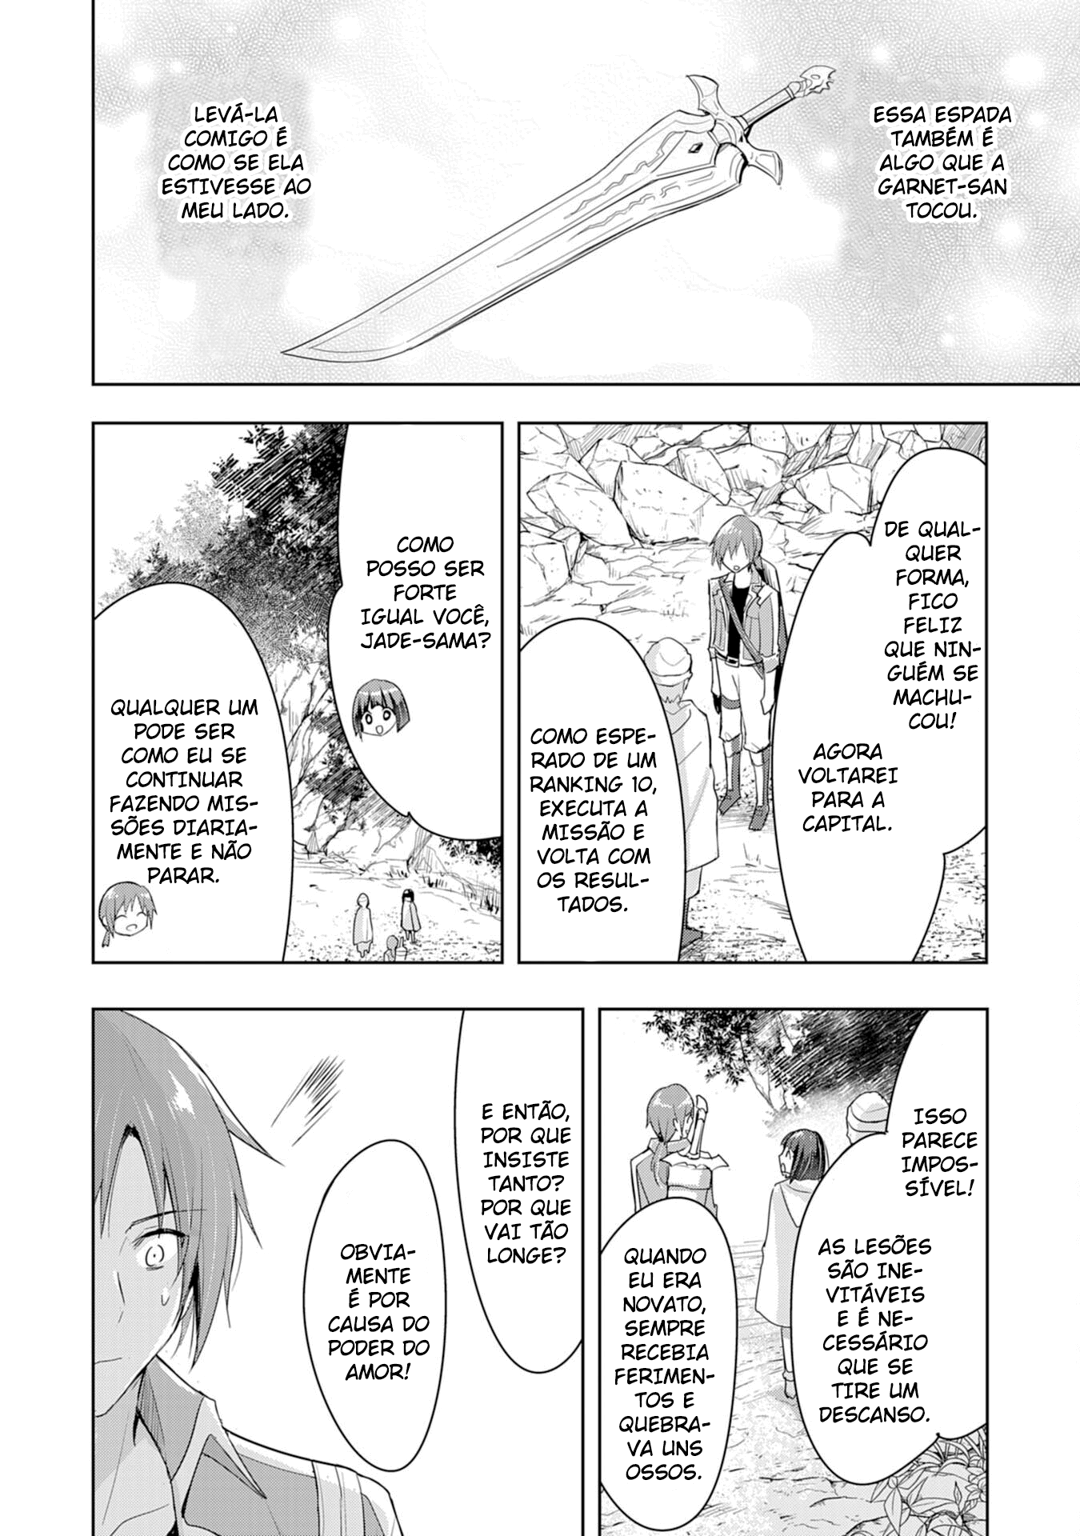 ESSA ESPADA
TAMBÉM É
ALGO QUE A
GARNET-SAN
TOCOU.
LEVÁ-LA
COMIGO É
COMO SE ELA
ESTIVESSE AO
MEU LADO.
DE QUAL-
QUER
FORMA,
FICO
FELIZ
QUE NIN-
GUÉM SE
MACHU-
COU!
AGORA
VOLTAREI
PARA A
CAPITAL.
COMO ESPE-
RADO DE UM
RANKING 10,
EXECUTA A
MISSÃO E
VOLTA COM
OS RESUL-
TADOS.
COMO
POSSO SER
FORTE
IGUAL VOCÊ,
JADE-SAMA?
QUALQUER UM
PODE SER
COMO EU SE
CONTINUAR
FAZENDO MIS-
SÕES DIARIA-
MENTE E NÃO
PARAR.
ISSO
PARECE
IMPOS-
SÍVEL!
AS LESÕES
SÃO INE-
VITÁVEIS
E É NE-
CESSÁRIO
QUE SE
TIRE UM
DESCANSO.
QUANDO
EU ERA
NOVATO,
SEMPRE
RECEBIA
FERIMEN-
TOS E
QUEBRA-
VA UNS
OSSOS.
E ENTÃO,
POR QUE
INSISTE
TANTO?
POR QUE
VAI TÃO
LONGE?
OBVIA-
MENTE
É POR
CAUSA DO
PODER DO
AMOR!